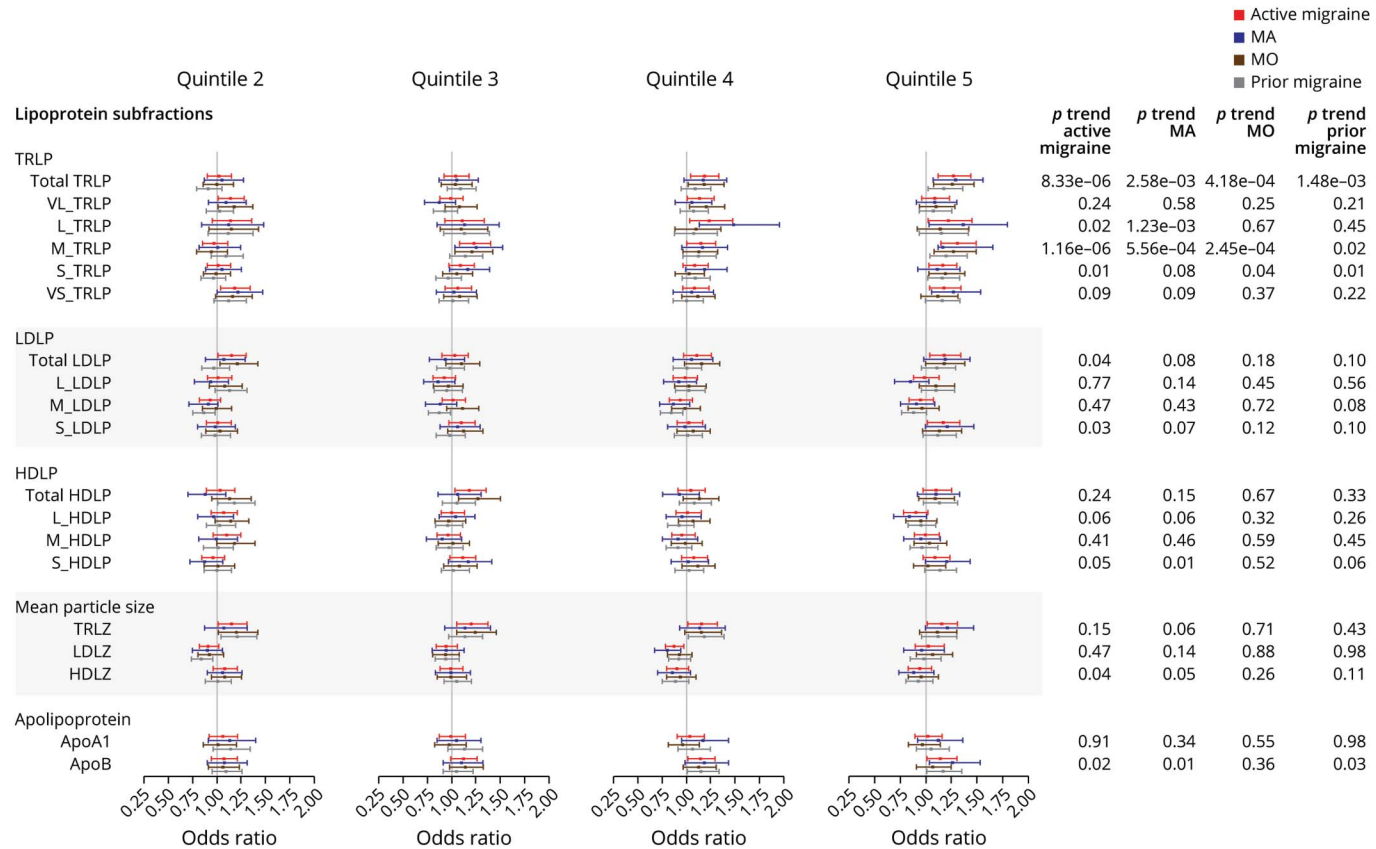 Active migraine
MA
MO
Prior migraine
Quintile 2 Quintile 3 Quintile 4 Quintile 5
Lipoprotein subfractions
p trend active migraine p trend MA p trend MO p trend prior migraine
TRLP
Total TRLP 8.33e−06 2.58e−03 4.18e−04 1.48e−03
VL_TRLP 0.24 0.58 0.25 0.21
L_TRLP 0.02 1.23e−03 0.67 0.45
M_TRLP 1.16e−06 5.56e−04 2.45e−04 0.02
S_TRLP 0.01 0.08 0.04 0.01
VS_TRLP 0.09 0.09 0.37 0.22
LDLP
Total LDLP 0.04 0.08 0.18 0.10
L_LDLP 0.77 0.14 0.45 0.56
M_LDLP 0.47 0.43 0.72 0.08
S_LDLP 0.03 0.07 0.12 0.10
HDLP
Total HDLP 0.24 0.15 0.67 0.33
L_HDLP 0.06 0.06 0.32 0.26
M_HDLP 0.41 0.46 0.59 0.45
S_HDLP 0.05 0.01 0.52 0.06
Mean particle size
TRLZ 0.15 0.06 0.71 0.43
LDLZ 0.47 0.14 0.88 0.98
HDLZ 0.04 0.05 0.26 0.11
Apolipoprotein
ApoA1 0.91 0.34 0.55 0.98
ApoB 0.02 0.01 0.36 0.03
0.25 0.50 0.75 1.00 1.25 1.50 1.75 2.00 0.25 0.50 0.75 1.00 1.25 1.50 1.75 2.00 0.25 0.50 0.75 1.00 1.25 1.50 1.75 2.00 0.25 0.50 0.75 1.00 1.25 1.50 1.75 2.00
Odds ratio Odds ratio Odds ratio Odds ratio